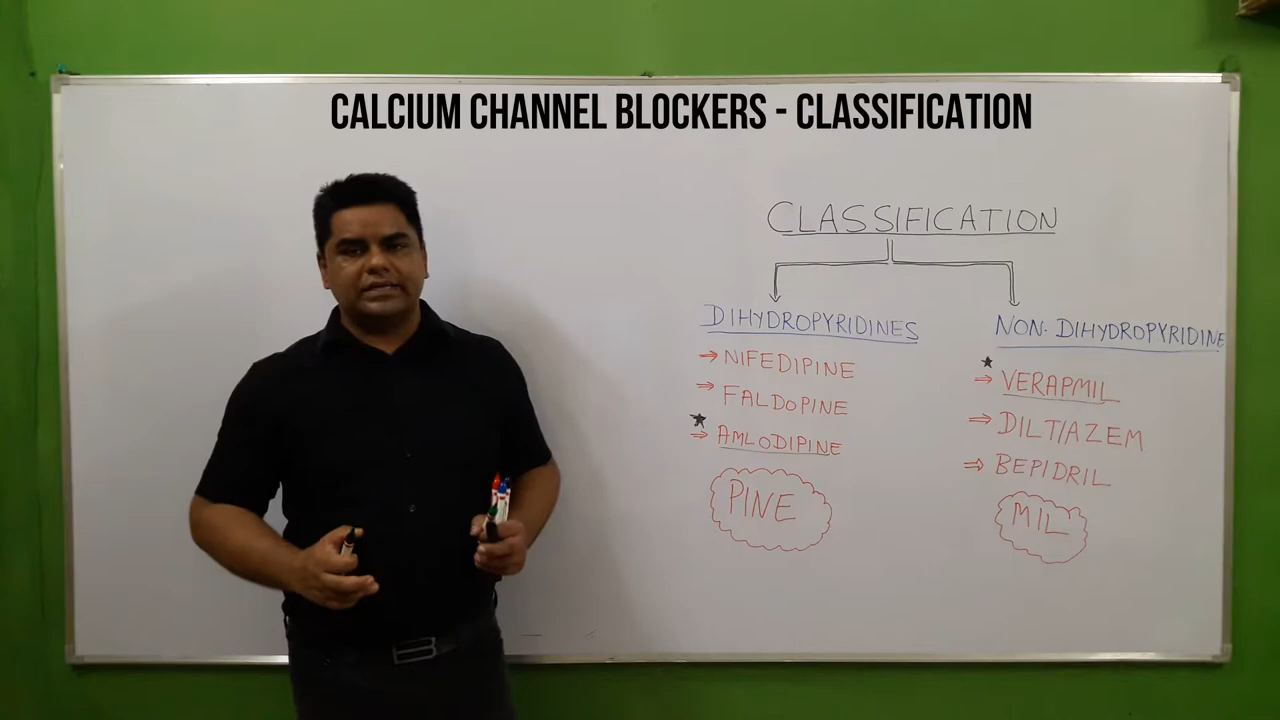 CALCIUM CHANNEL BLOCKERS - CLASSIFICATION
CLASSIFICATION
DIHYDROPYRIDINES
⇒ NIFEDIPINE
⇒ FALDOPINE
★
⇒ AMLODIPINE
PINE
NON-DIHYDROPYRIDINE
★
⇒ VERAPMIL
⇒ DILTIAZEM
⇒ BEPIDRIL
MIL